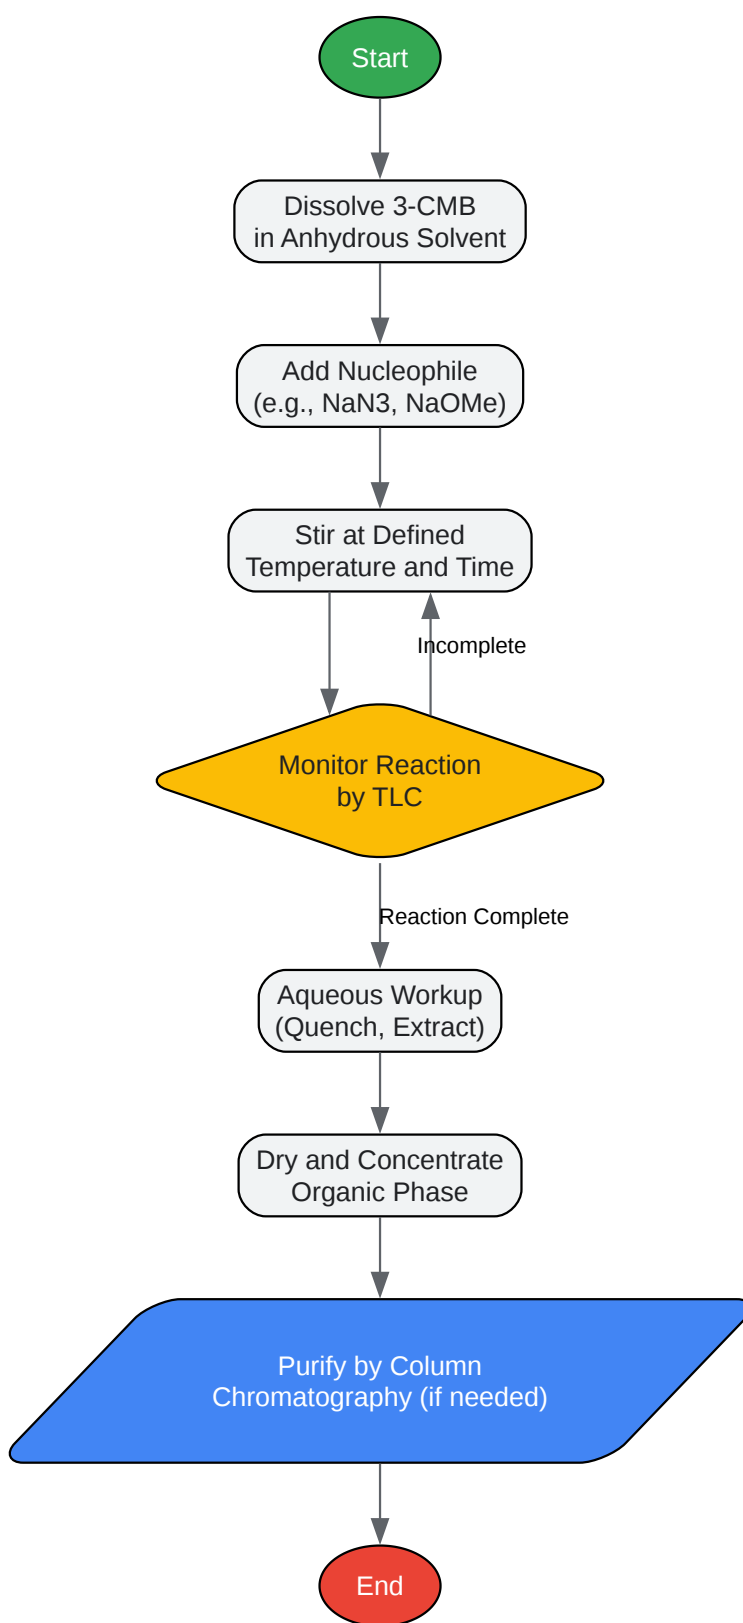 Start
Dissolve 3-CMB
in Anhydrous Solvent
Add Nucleophile
(e.g., NaN3, NaOMe)
Stir at Defined
Temperature and Time
Incomplete
Monitor Reaction
by TLC
Reaction Complete
Aqueous Workup
(Quench, Extract)
Dry and Concentrate
Organic Phase
Purify by Column
Chromatography (if needed)
End